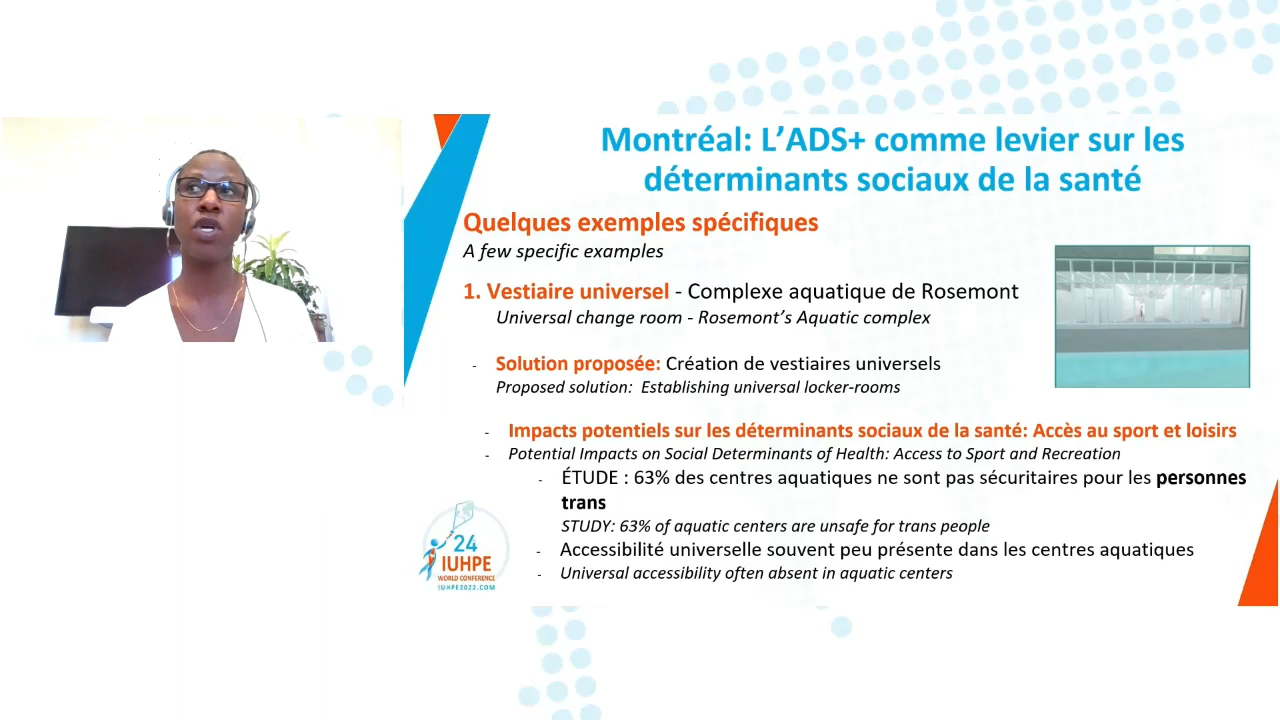 Montréal: L’ADS+ comme levier sur les
déterminants sociaux de la santé
Quelques exemples spécifiques
A few specific examples
1. Vestiaire universel - Complexe aquatique de Rosemont
Universal change room - Rosemont’s Aquatic complex
- Solution proposée: Création de vestiaires universels
Proposed solution: Establishing universal locker-rooms
- Impacts potentiels sur les déterminants sociaux de la santé: Accès au sport et loisirs
- Potential Impacts on Social Determinants of Health: Access to Sport and Recreation
- ÉTUDE : 63% des centres aquatiques ne sont pas sécuritaires pour les personnes
trans
STUDY: 63% of aquatic centers are unsafe for trans people
- Accessibilité universelle souvent peu présente dans les centres aquatiques
- Universal accessibility often absent in aquatic centers
24
IUHPE
WORLD CONFERENCE
IUHPE2022.COM